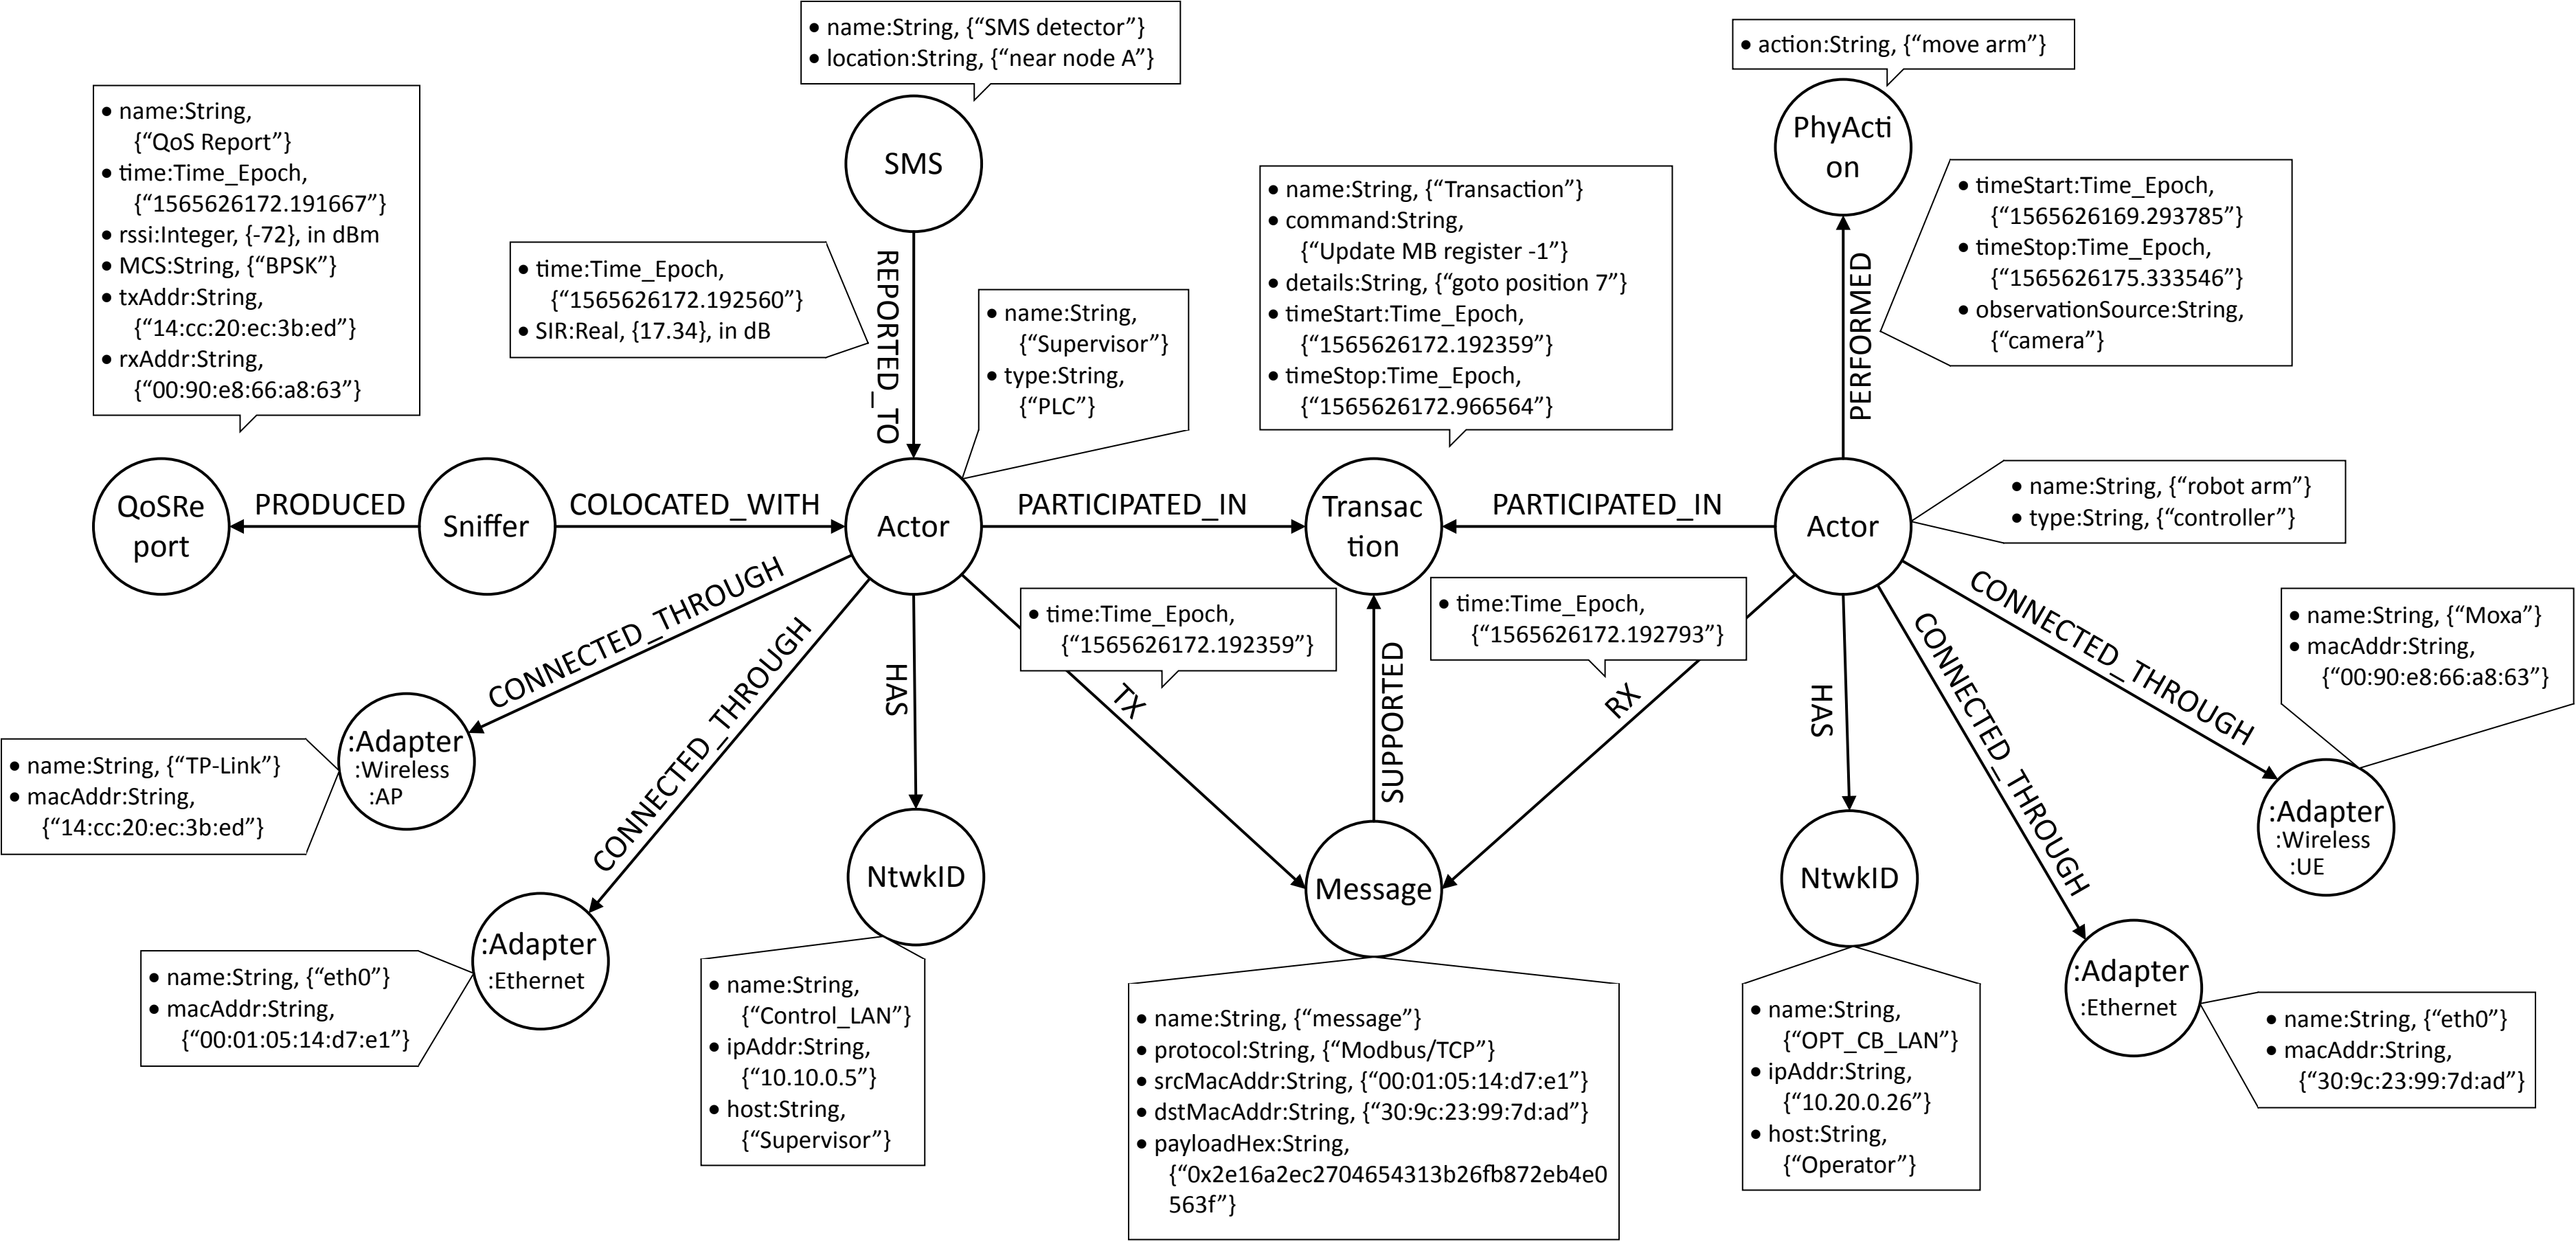 • name:String, {“SMS detector”}
• location:String, {“near node A”}
• action:String, {“move arm”}
• name:String,
{“QoS Report”}
• time:Time_Epoch,
{“1565626172.191667”}
• rssi:Integer, {-72}, in dBm
• MCS:String, {“BPSK”}
• txAddr:String,
{“14:cc:20:ec:3b:ed”}
• rxAddr:String,
{“00:90:e8:66:a8:63”}
SMS
PhyActi
on
• name:String, {“Transaction”}
• command:String,
{“Update MB register -1”}
• details:String, {“goto position 7”}
• timeStart:Time_Epoch,
{“1565626172.192359”}
• timeStop:Time_Epoch,
{“1565626172.966564”}
• timeStart:Time_Epoch,
{“1565626169.293785”}
• timeStop:Time_Epoch,
{“1565626175.333546”}
• observationSource:String,
{“camera”}
• time:Time_Epoch,
{“1565626172.192560”}
• SIR:Real, {17.34}, in dB
REPORTED_TO
• name:String,
{“Supervisor”}
• type:String,
{“PLC”}
PERFORMED
QoSRe
port
PRODUCED
Sniffer
COLOCATED_WITH
Actor
PARTICIPATED_IN
Transac
tion
PARTICIPATED_IN
Actor
• name:String, {“robot arm”}
• type:String, {“controller”}
CONNECTED_THROUGH
CONNECTED_THROUGH
HAS
• time:Time_Epoch,
{“1565626172.192359”}
TX
SUPPORTED
• time:Time_Epoch,
{“1565626172.192793”}
RX
HAS
CONNECTED_THROUGH
CONNECTED_THROUGH
• name:String, {“Moxa”}
• macAddr:String,
{“00:90:e8:66:a8:63”}
• name:String, {“TP-Link”}
• macAddr:String,
{“14:cc:20:ec:3b:ed”}
:Adapter
:Wireless
:AP
:Adapter
:Wireless
:UE
NtwkID
Message
NtwkID
:Adapter
:Ethernet
:Adapter
:Ethernet
• name:String, {“eth0”}
• macAddr:String,
{“00:01:05:14:d7:e1”}
• name:String,
{“Control_LAN”}
• ipAddr:String,
{“10.10.0.5”}
• host:String,
{“Supervisor”}
• name:String, {“message”}
• protocol:String, {“Modbus/TCP”}
• srcMacAddr:String, {“00:01:05:14:d7:e1”}
• dstMacAddr:String, {“30:9c:23:99:7d:ad”}
• payloadHex:String,
{“0x2e16a2ec2704654313b26fb872eb4e0
563f”}
• name:String,
{“OPT_CB_LAN”}
• ipAddr:String,
{“10.20.0.26”}
• host:String,
{“Operator”}
• name:String, {“eth0”}
• macAddr:String,
{“30:9c:23:99:7d:ad”}